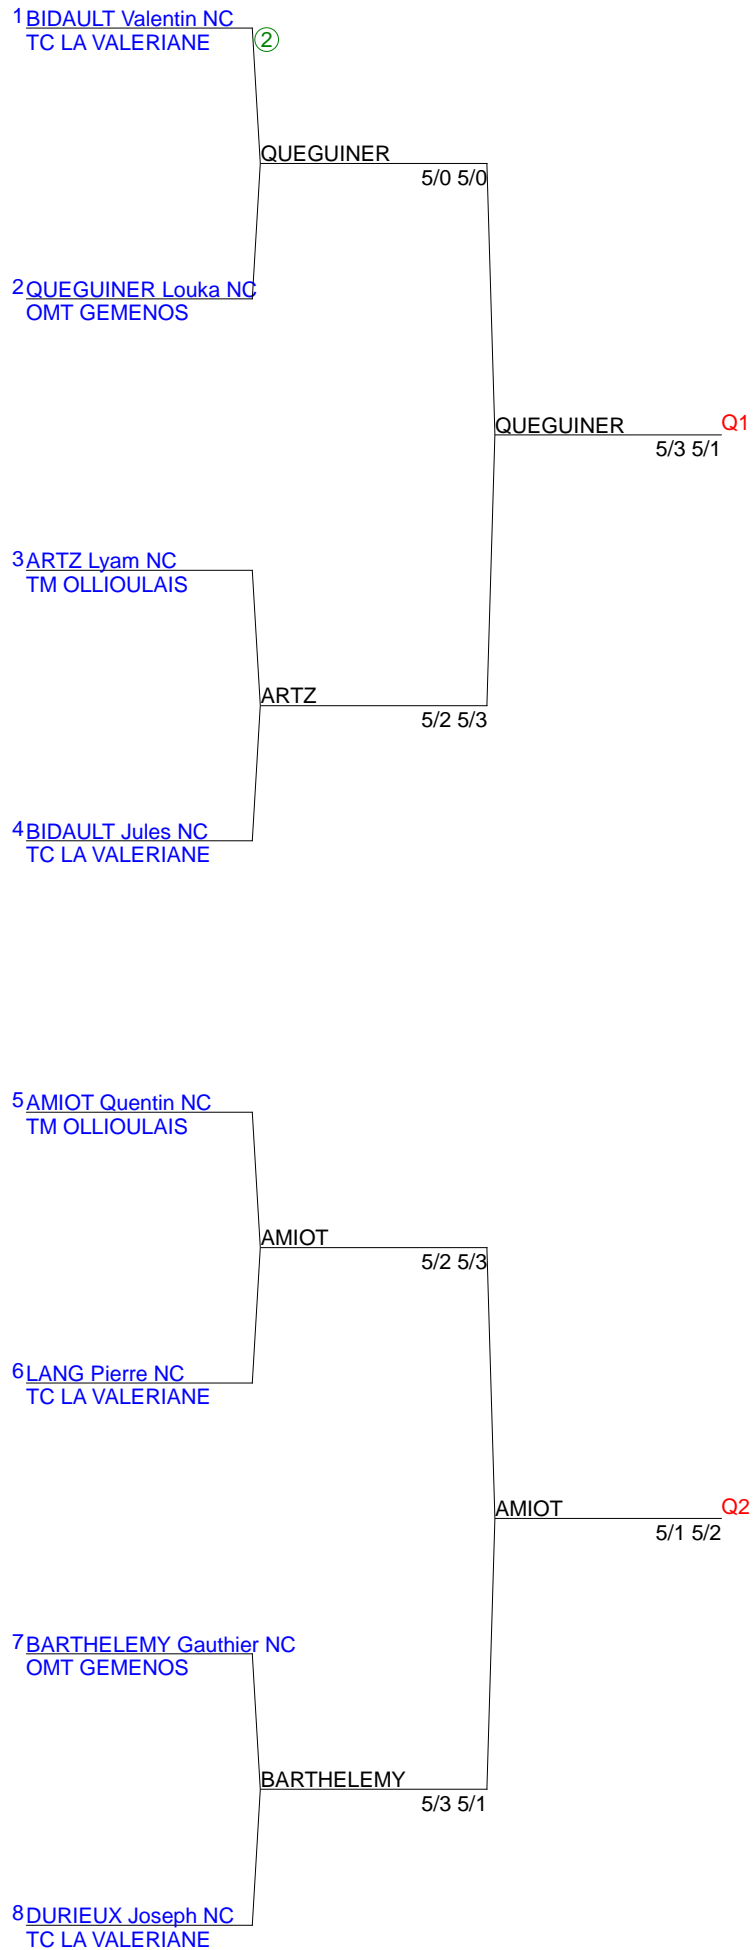 1 BIDAULT Valentin NC
TC LA VALERIANE
②
QUEGUINER
5/0 5/0
2 QUEGUINER Louka NC
OMT GEMENOS
QUEGUINER
Q1
5/3 5/1
3 ARTZ Lyam NC
TM OLLIOULAIS
ARTZ
5/2 5/3
4 BIDAULT Jules NC
TC LA VALERIANE
5 AMIOT Quentin NC
TM OLLIOULAIS
AMIOT
5/2 5/3
6 LANG Pierre NC
TC LA VALERIANE
AMIOT
Q2
5/1 5/2
7 BARTHELEMY Gauthier NC
OMT GEMENOS
BARTHELEMY
5/3 5/1
8 DURIEUX Joseph NC
TC LA VALERIANE